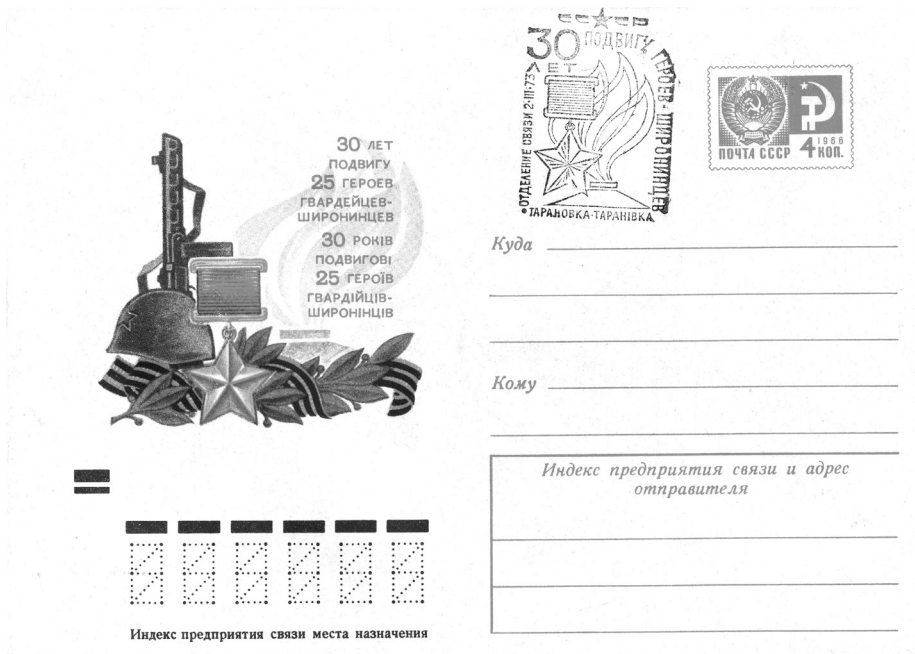 30 ЛЕТ
ПОДВИГУ
25 ГЕРОЕВ
ГВАРДЕЙЦЕВ-
ШИРОНИНЦЕВ
30 РОКІВ
ПОДВИГОВІ
25 ГЕРОЇВ
ГВАРДІЙЦІВ-
ШИРОНІНЦІВ
СССР
30 ЛЕТ
ПОДВИГУ ГЕРОЕВ-ШИРОНИНЦЕВ
ОТДЕЛЕНИЕ СВЯЗИ 2·III·73
ТАРАНОВКА-ТАРАНІВКА
1966
ПОЧТА СССР 4 КОП.
Куда
Кому
Индекс предприятия связи и адрес
отправителя
Индекс предприятия связи места назначения